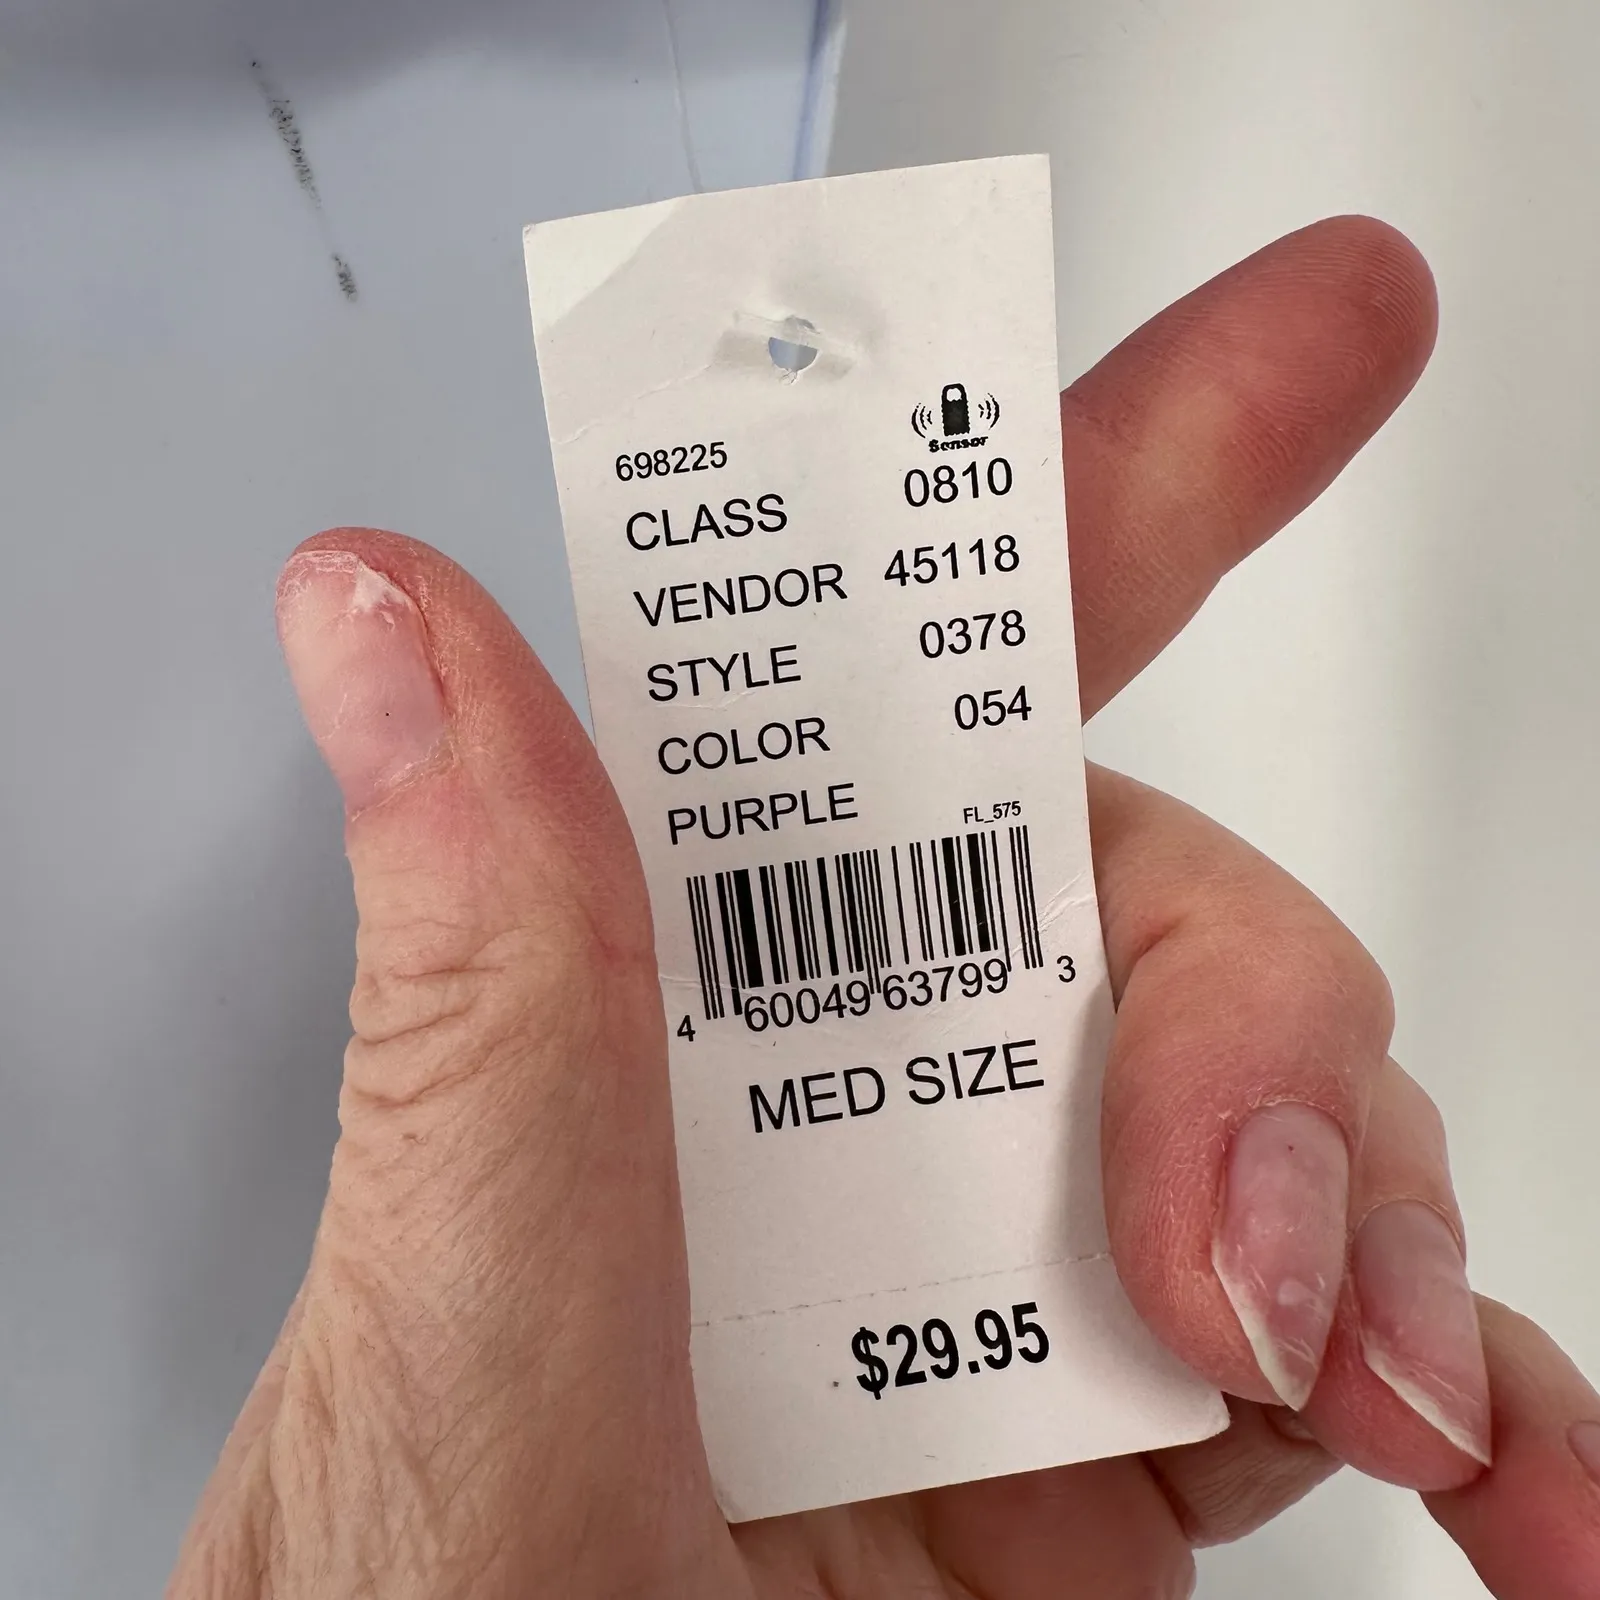 Sensor
698225
CLASS 0810
VENDOR 45118
STYLE 0378
COLOR 054
PURPLE
FL_575
4 60049 63799 3
MED SIZE
$29.95